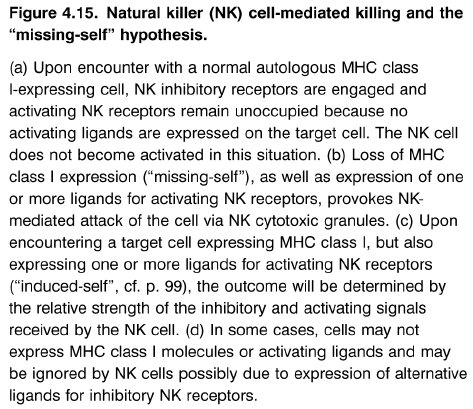 Figure 4.15. Natural killer (NK) cell-mediated killing and the
“missing-self” hypothesis.
(a) Upon encounter with a normal autologous MHC class
I-expressing cell, NK inhibitory receptors are engaged and
activating NK receptors remain unoccupied because no
activating ligands are expressed on the target cell. The NK cell
does not become activated in this situation. (b) Loss of MHC
class I expression (“missing-self”), as well as expression of one
or more ligands for activating NK receptors, provokes NK-
mediated attack of the cell via NK cytotoxic granules. (c) Upon
encountering a target cell expressing MHC class I, but also
expressing one or more ligands for activating NK receptors
(“induced-self”, cf. p. 99), the outcome will be determined by
the relative strength of the inhibitory and activating signals
received by the NK cell. (d) In some cases, cells may not
express MHC class I molecules or activating ligands and may
be ignored by NK cells possibly due to expression of alternative
ligands for inhibitory NK receptors.